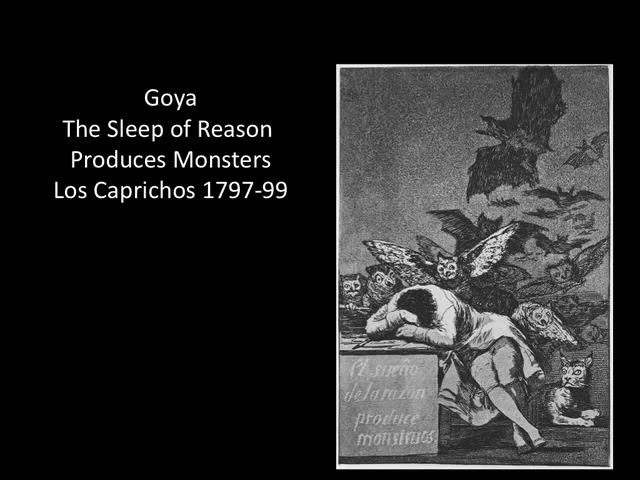 Goya
The Sleep of Reason
Produces Monsters
Los Caprichos 1797-99
El sueño
de la razon
produce
monstruos